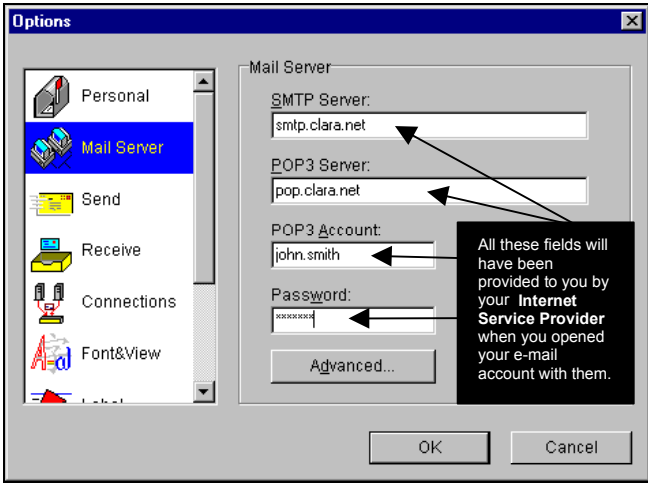 Options
Personal
Mail Server
Send
Receive
Connections
Font&View
Mail Server
SMTP Server:
smtp.clara.net
POP3 Server:
pop.clara.net
POP3 Account:
john.smith
Password:
×××××××
Advanced...
All these fields will
have been
provided to you by
your Internet
Service Provider
when you opened
your e-mail
account with them.
OK
Cancel